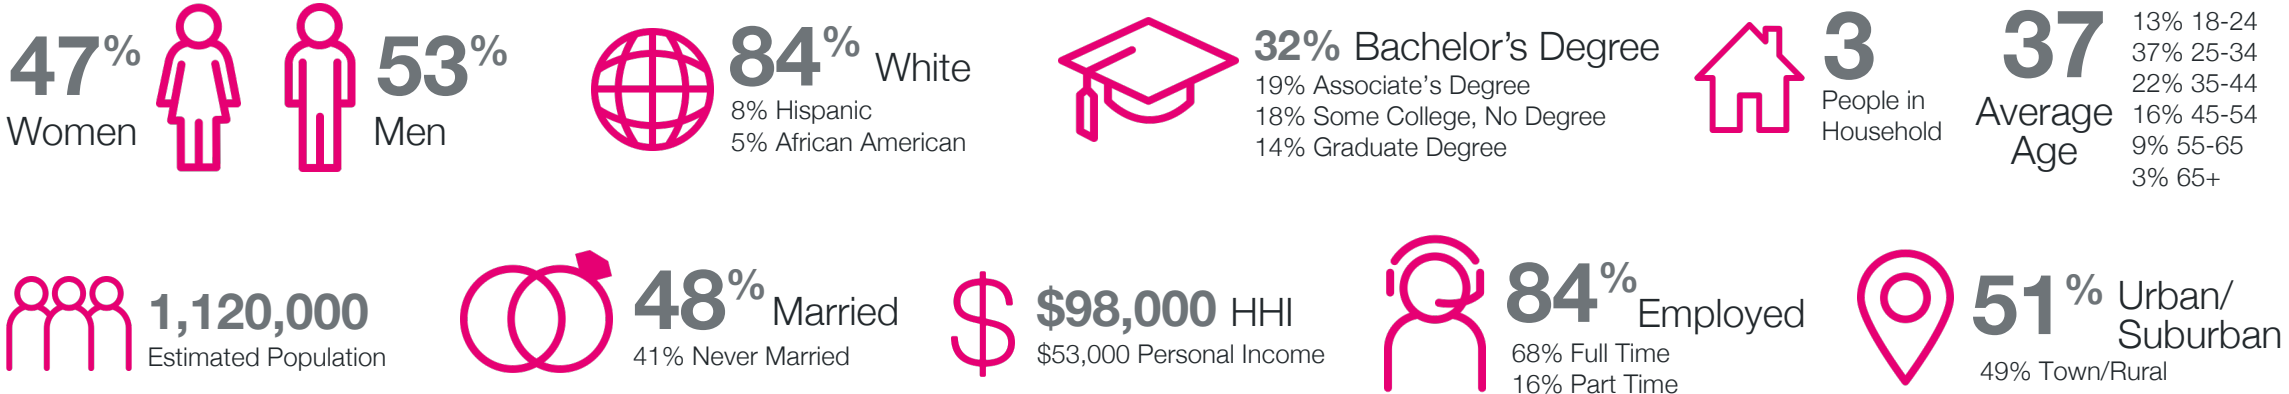 47%
Women
53%
Men
84% White
8% Hispanic
5% African American
32% Bachelor’s Degree
19% Associate’s Degree
18% Some College, No Degree
14% Graduate Degree
3
People in
Household
37
Average
Age
13% 18-24
37% 25-34
22% 35-44
16% 45-54
9% 55-65
3% 65+
1,120,000
Estimated Population
48% Married
41% Never Married
$98,000 HHI
$53,000 Personal Income
84% Employed
68% Full Time
16% Part Time
51% Urban/
Suburban
49% Town/Rural